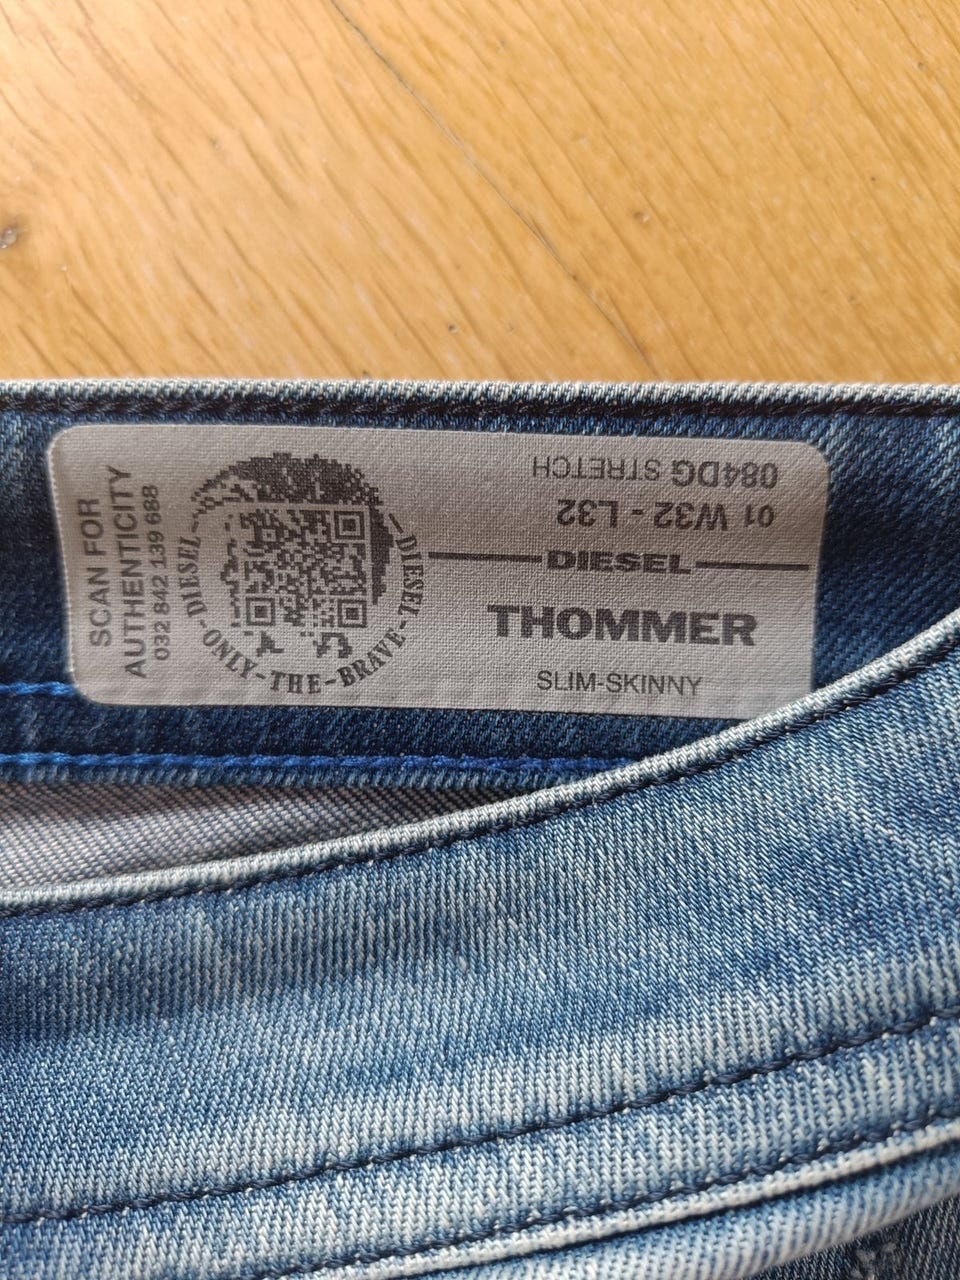 SCAN FOR
AUTHENTICITY
032 842 139 688
DIESEL-ONLY-THE-BRAVE-DIESEL
084DG STRETCH
01 W32 - L32
DIESEL
THOMMER
SLIM-SKINNY